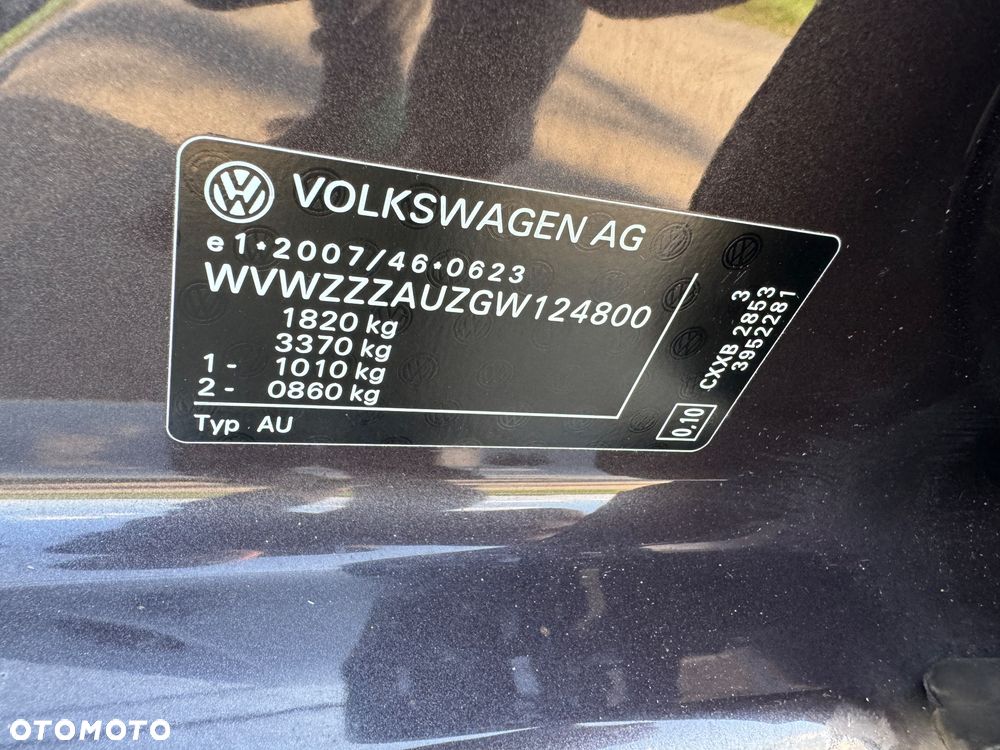 VOLKSWAGEN AG
e1*2007/46*0623
WVWZZZAUZGW124800
1820 kg
3370 kg
1- 1010 kg
2- 0860 kg
Typ AU
3
CXXB 2853
3952281
0.10
OTOMOTO